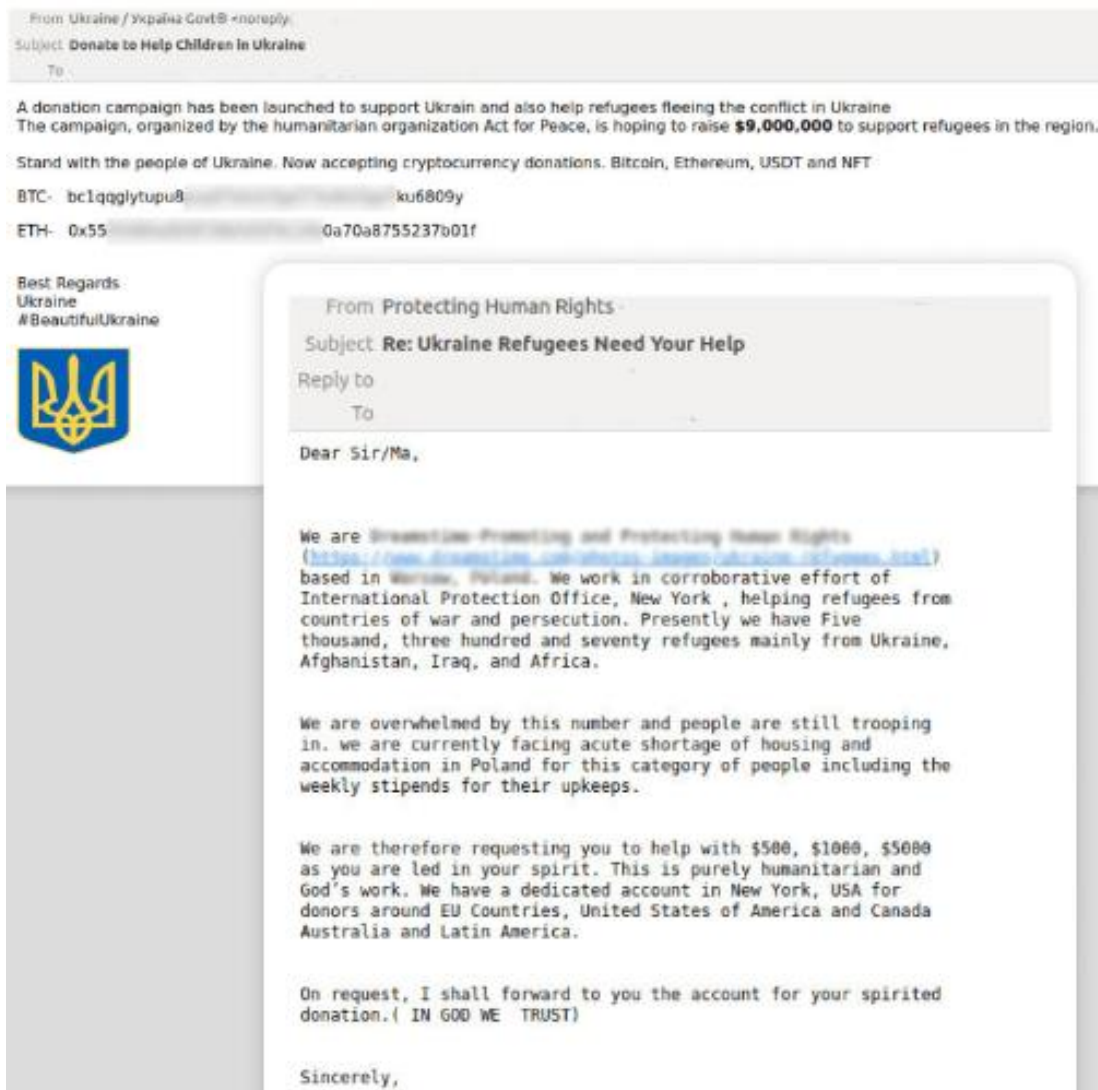 From Ukraine / Україна Govt® <noreply
Subject Donate to Help Children in Ukraine
To
A donation campaign has been launched to support Ukrain and also help refugees fleeing the conflict in Ukraine
The campaign, organized by the humanitarian organization Act for Peace, is hoping to raise $9,000,000 to support refugees in the region.
Stand with the people of Ukraine. Now accepting cryptocurrency donations. Bitcoin, Ethereum, USDT and NFT
BTC- bc1qqglytupu8 ku6809y
ETH- 0x55 0a70a8755237b01f
Best Regards
Ukraine
#BeautifulUkraine
From Protecting Human Rights
Subject Re: Ukraine Refugees Need Your Help
Reply to
To
Dear Sir/Ma,
We are
based in We work in corroborative effort of
International Protection Office, New York , helping refugees from
countries of war and persecution. Presently we have Five
thousand, three hundred and seventy refugees mainly from Ukraine,
Afghanistan, Iraq, and Africa.
We are overwhelmed by this number and people are still trooping
in. we are currently facing acute shortage of housing and
accommodation in Poland for this category of people including the
weekly stipends for their upkeeps.
We are therefore requesting you to help with $500, $1000, $5000
as you are led in your spirit. This is purely humanitarian and
God's work. We have a dedicated account in New York, USA for
donors around EU Countries, United States of America and Canada
Australia and Latin America.
On request, I shall forward to you the account for your spirited
donation.( IN GOD WE TRUST)
Sincerely,